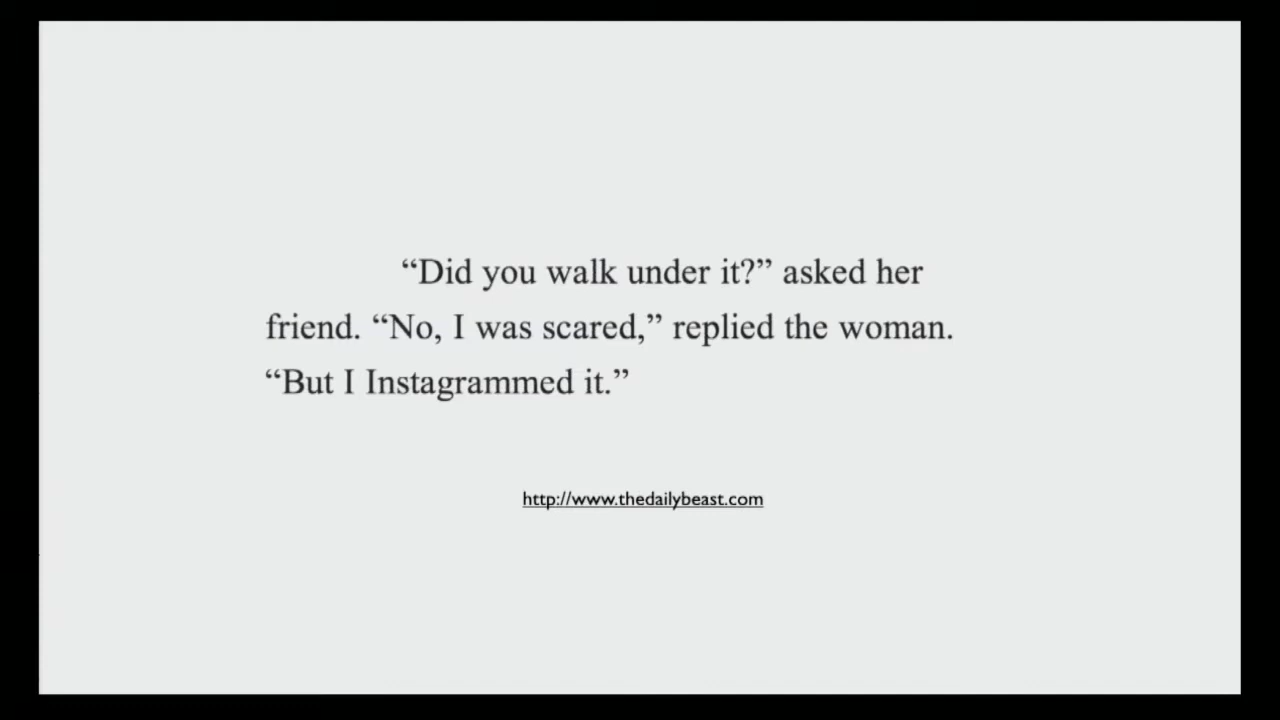 “Did you walk under it?” asked her
friend. “No, I was scared,” replied the woman.
“But I Instagrammed it.”
http://www.thedailybeast.com